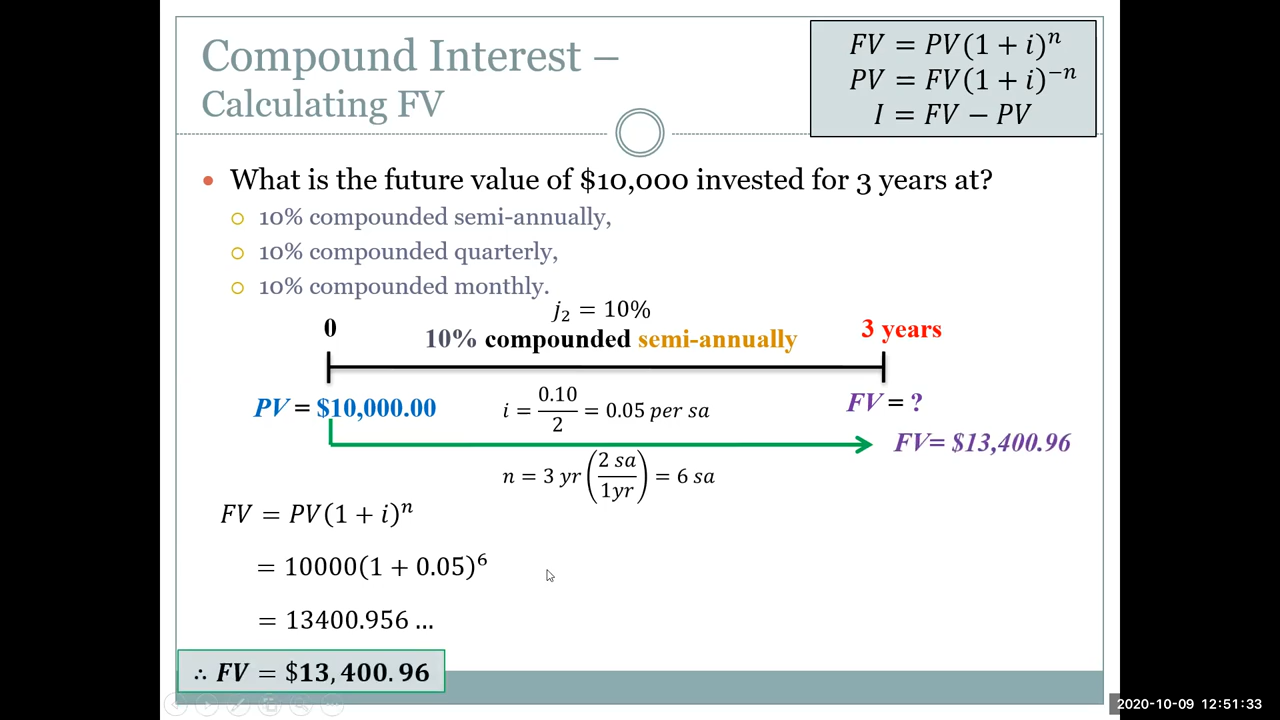 Compound Interest –
Calculating FV
FV = PV(1 + i)ⁿ
PV = FV(1 + i)⁻ⁿ
I = FV − PV
• What is the future value of $10,000 invested for 3 years at?
○ 10% compounded semi-annually,
○ 10% compounded quarterly,
○ 10% compounded monthly.
j₂ = 10%
0 10% compounded semi-annually 3 years
PV = $10,000.00 i = 0.10/2 = 0.05 per sa FV = ?
FV= $13,400.96
n = 3 yr (2 sa/1yr) = 6 sa
FV = PV(1 + i)ⁿ
= 10000(1 + 0.05)⁶
= 13400.956 …
∴ FV = $13,400.96
2020-10-09 12:51:33